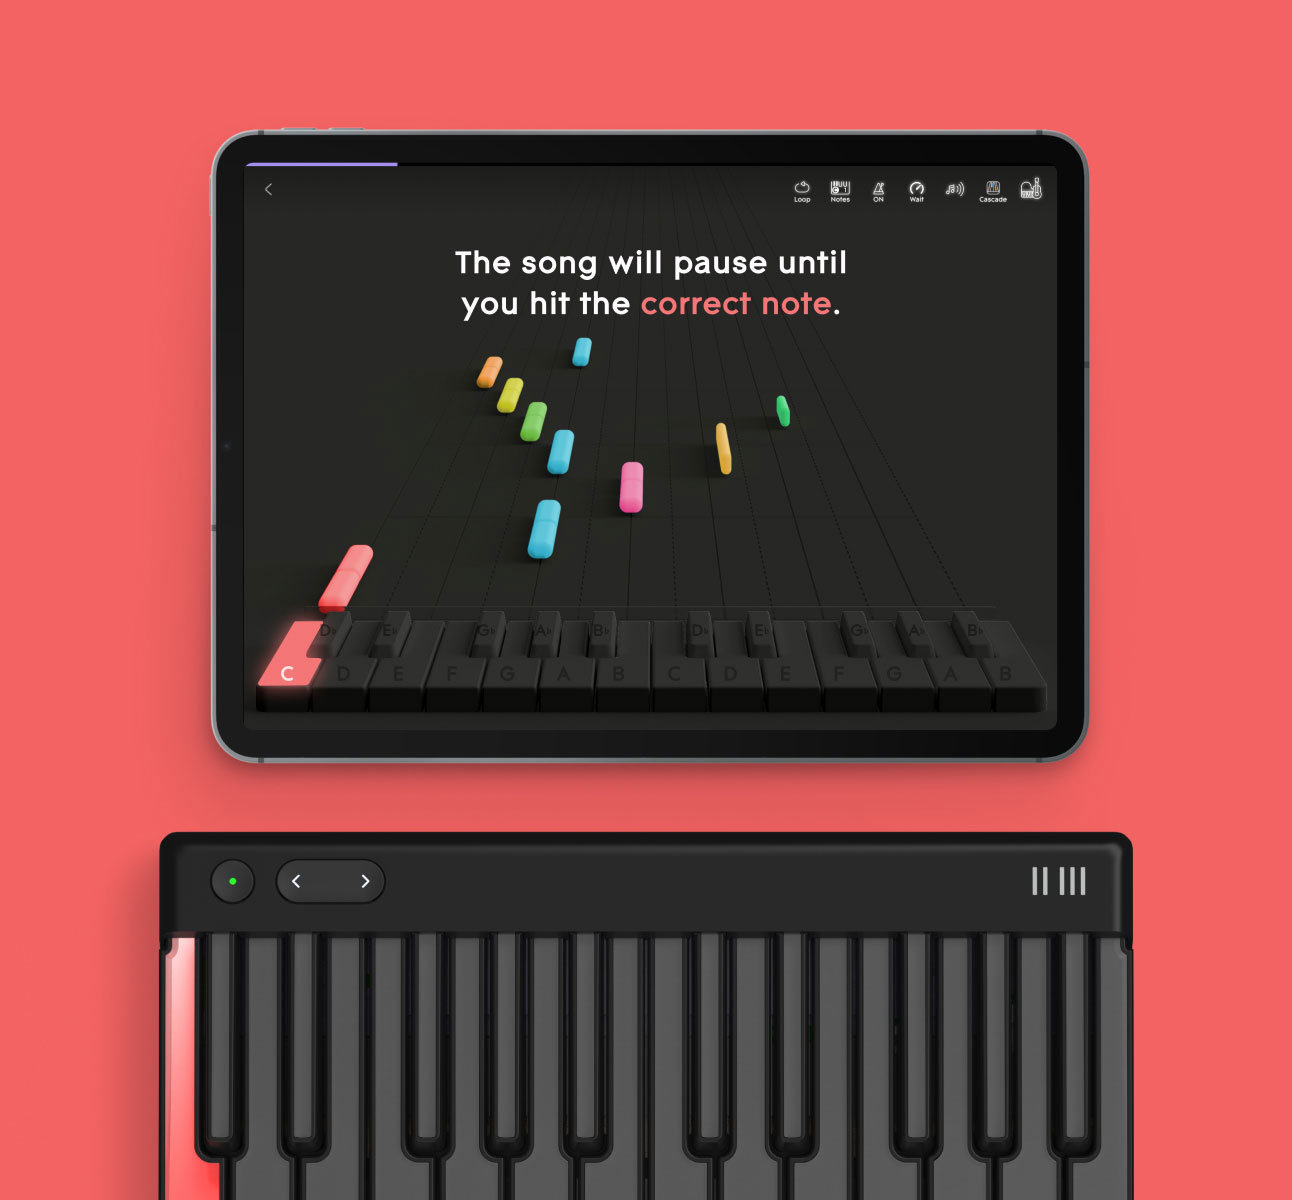 Loop Notes ON Wait Cascade
The song will pause until
you hit the correct note.
D♭ E♭ G♭ A♭ B♭ D♭ E♭ G♭ A♭ B♭
C D E F G A B C D E F G A B